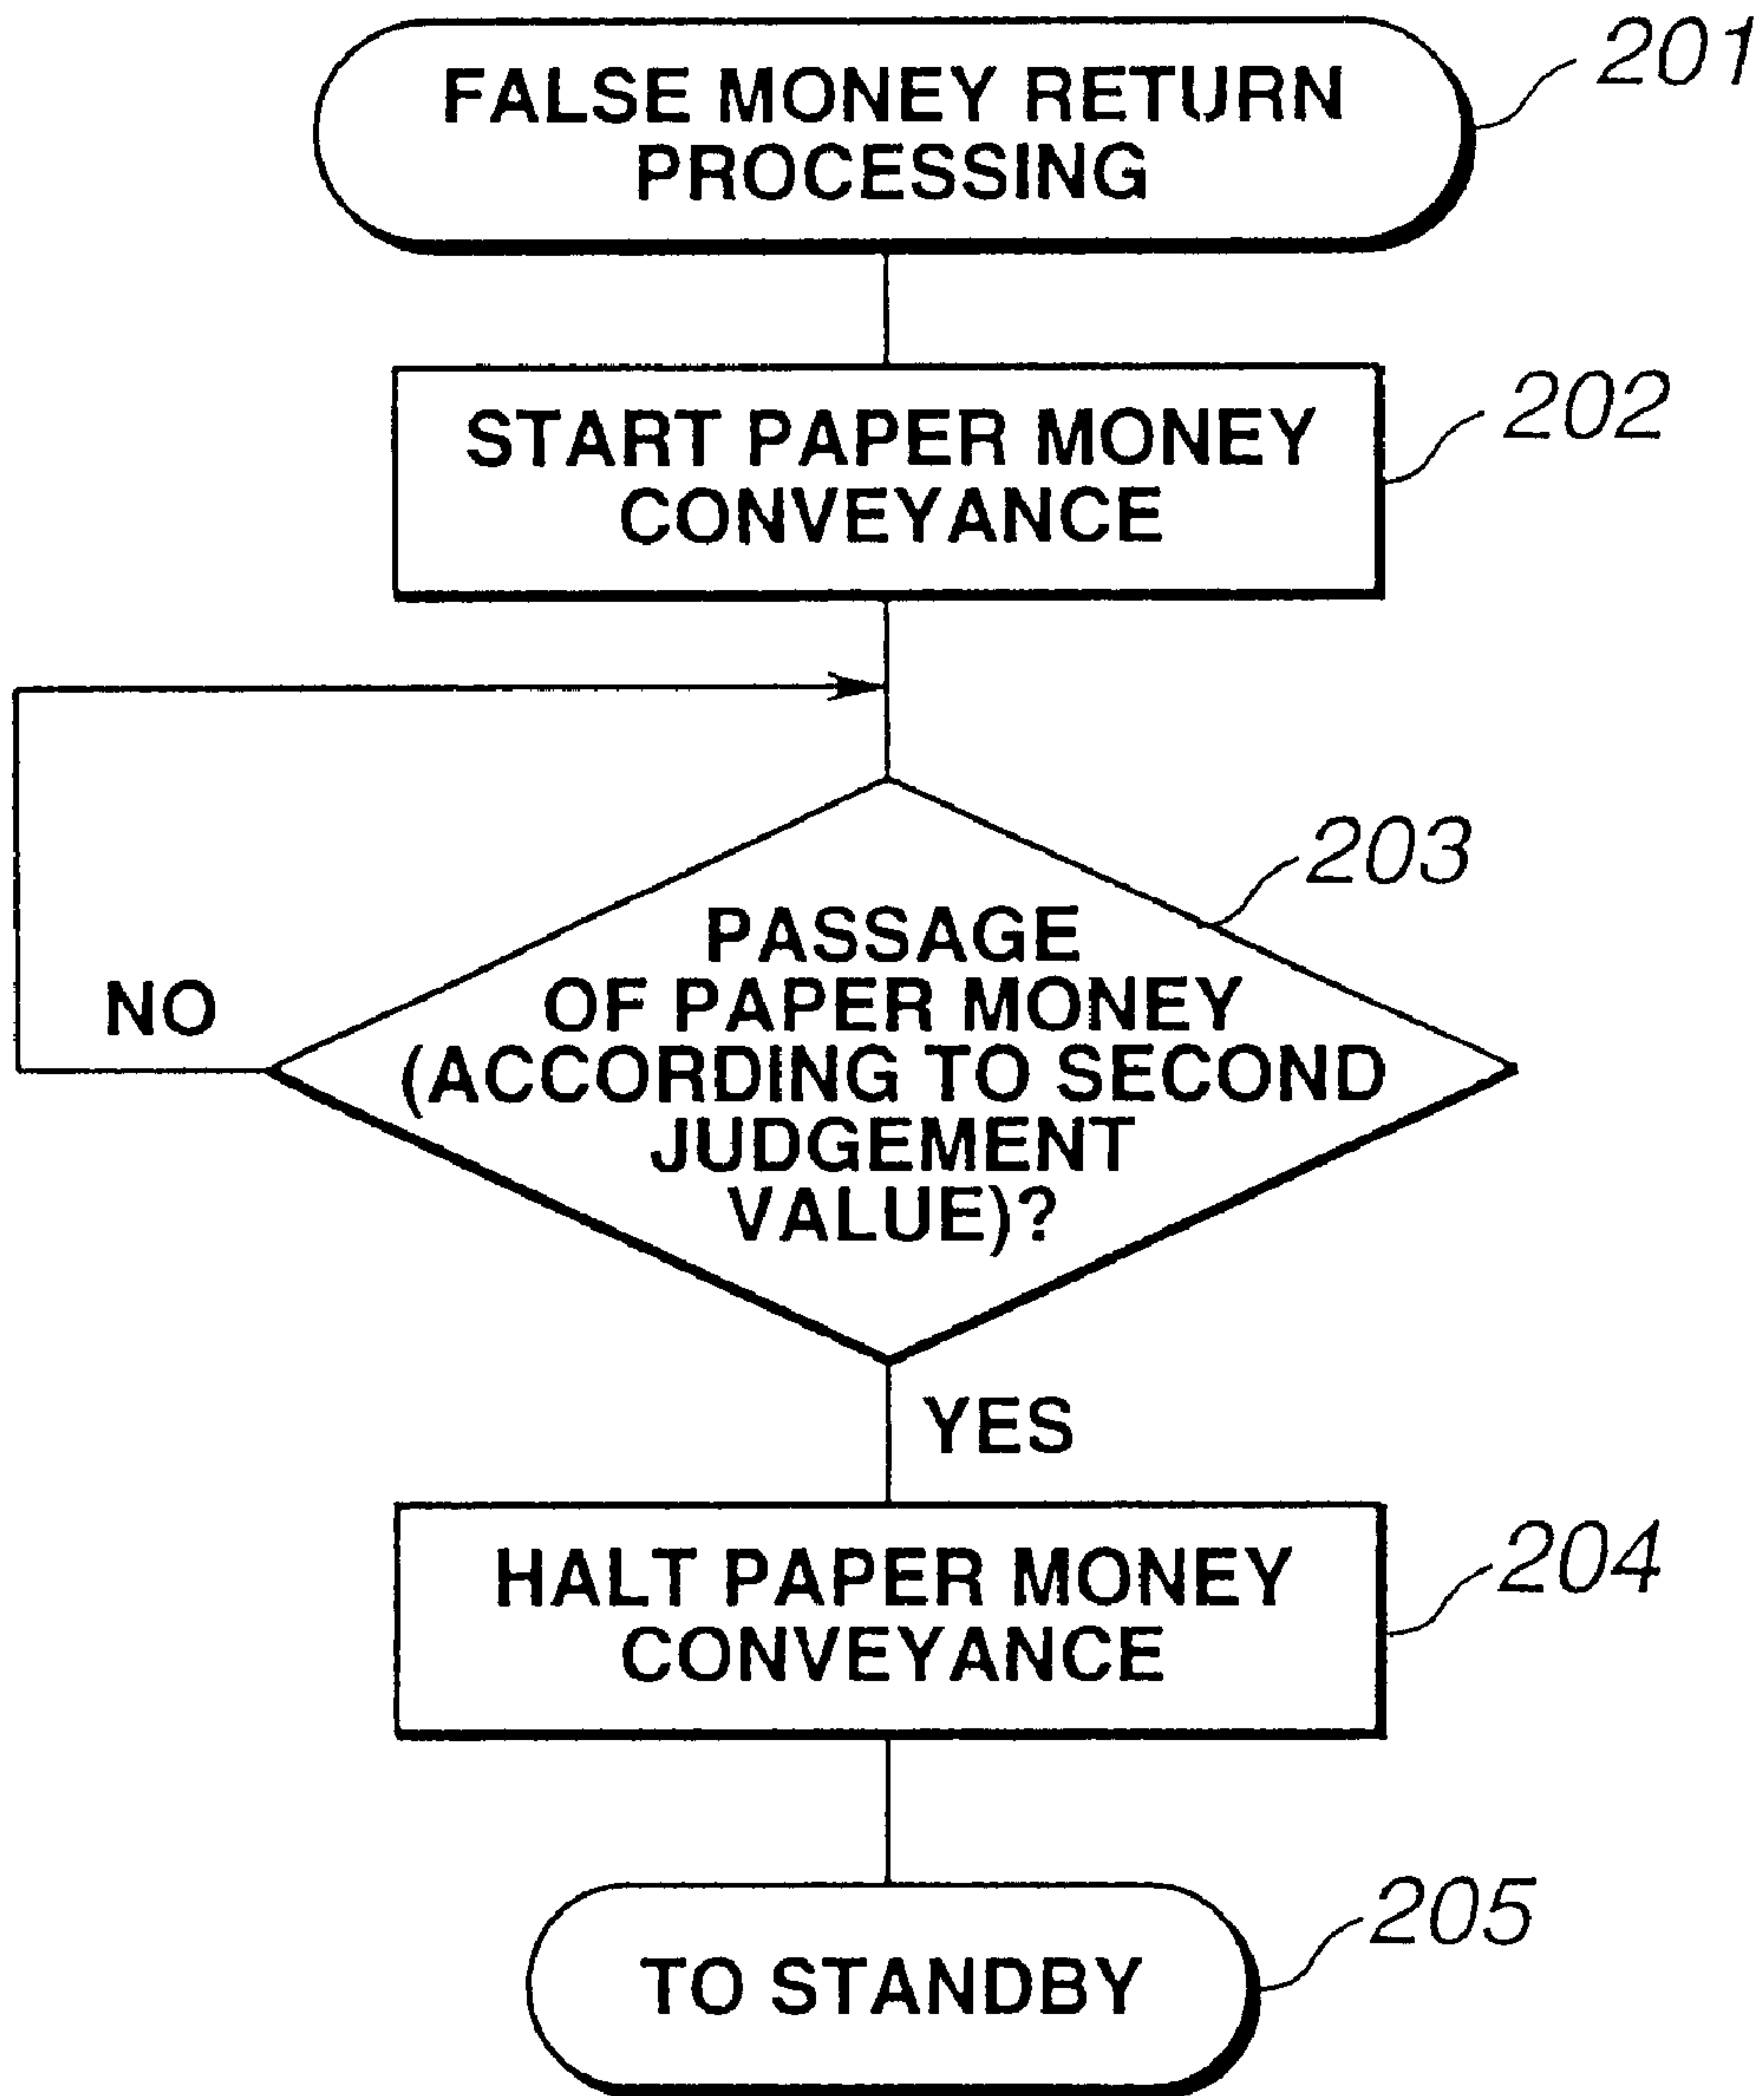 FALSE MONEY RETURN
PROCESSING
201
START PAPER MONEY
CONVEYANCE
202
203
PASSAGE
OF PAPER MONEY
(ACCORDING TO SECOND
JUDGEMENT
VALUE)?
NO
YES
HALT PAPER MONEY
CONVEYANCE
204
TO STANDBY
205